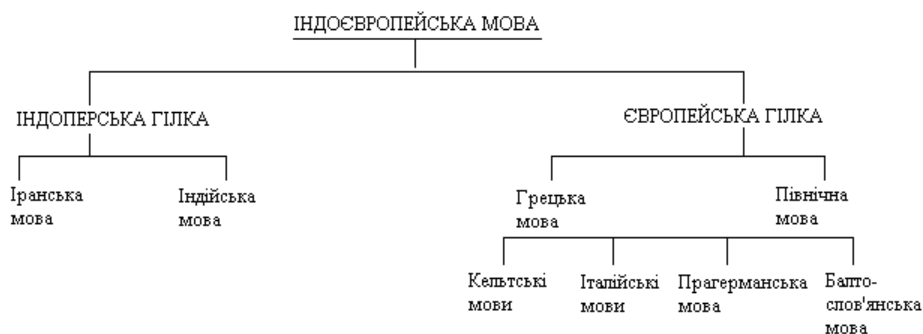 ІНДОЄВРОПЕЙСЬКА МОВА
ІНДОПЕРСЬКА ГІЛКА
ЄВРОПЕЙСЬКА ГІЛКА
Іранська
мова
Індійська
мова
Грецька
мова
Північна
мова
Кельтські
мови
Італійські
мови
Прагерманська
мова
Балто-
слов'янська
мова